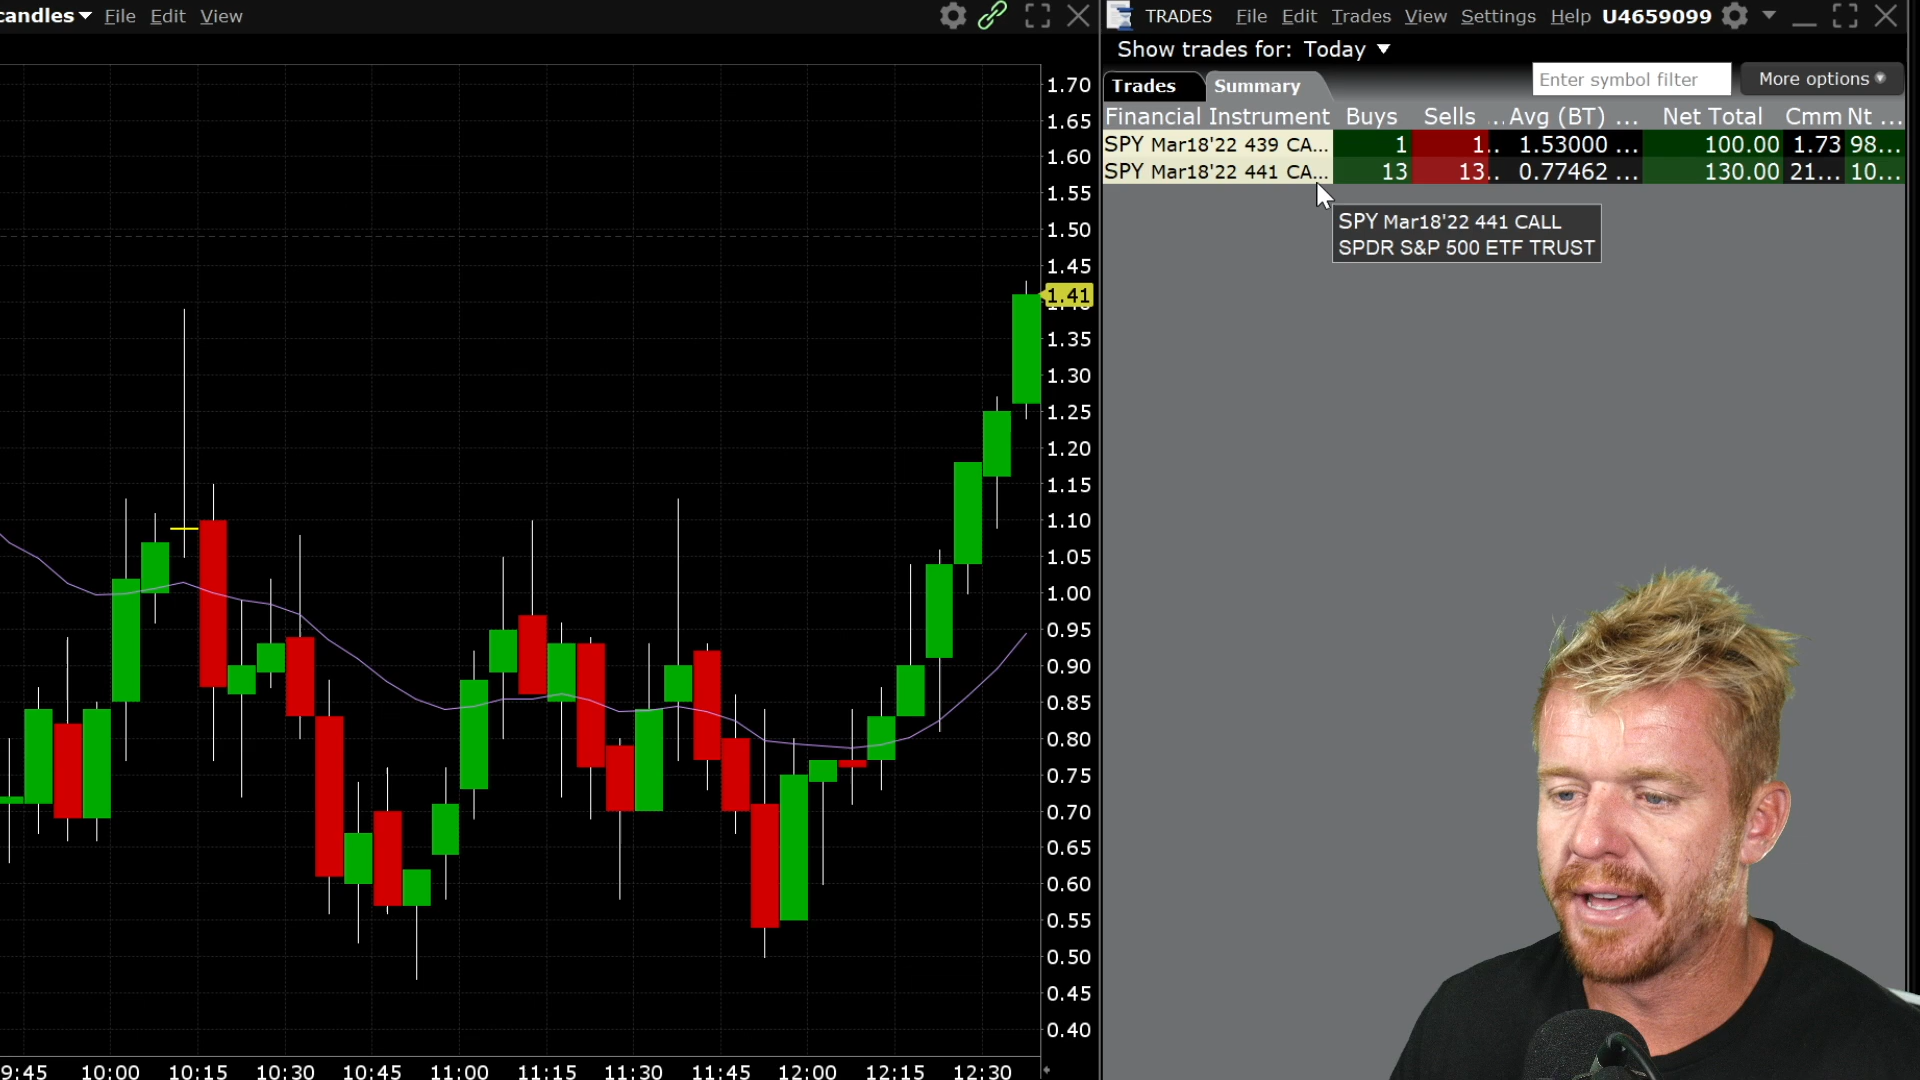 candles File Edit View
TRADES File Edit Trades View Settings Help U4659099
Show trades for: Today
Trades Summary
Enter symbol filter More options
Financial Instrument Buys Sells ... Avg (BT) ... Net Total Cmm Nt ...
SPY Mar18'22 439 CA... 1 1.. 1.53000 ... 100.00 1.73 98...
SPY Mar18'22 441 CA... 13 13.. 0.77462 ... 130.00 21... 10...
SPY Mar18'22 441 CALL
SPDR S&P 500 ETF TRUST
1.70
1.65
1.60
1.55
1.50
1.45
1.41
1.35
1.30
1.25
1.20
1.15
1.10
1.05
1.00
0.95
0.90
0.85
0.80
0.75
0.70
0.65
0.60
0.55
0.50
0.45
0.40
9:45 10:00 10:15 10:30 10:45 11:00 11:15 11:30 11:45 12:00 12:15 12:30